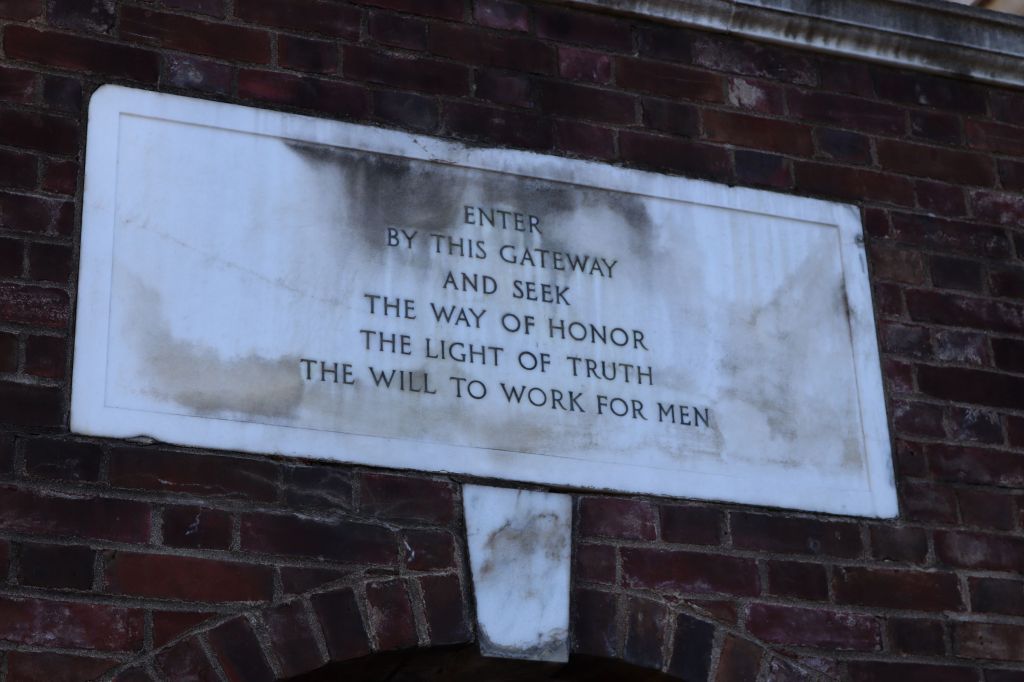 ENTER
BY THIS GATEWAY
AND SEEK
THE WAY OF HONOR
THE LIGHT OF TRUTH
THE WILL TO WORK FOR MEN